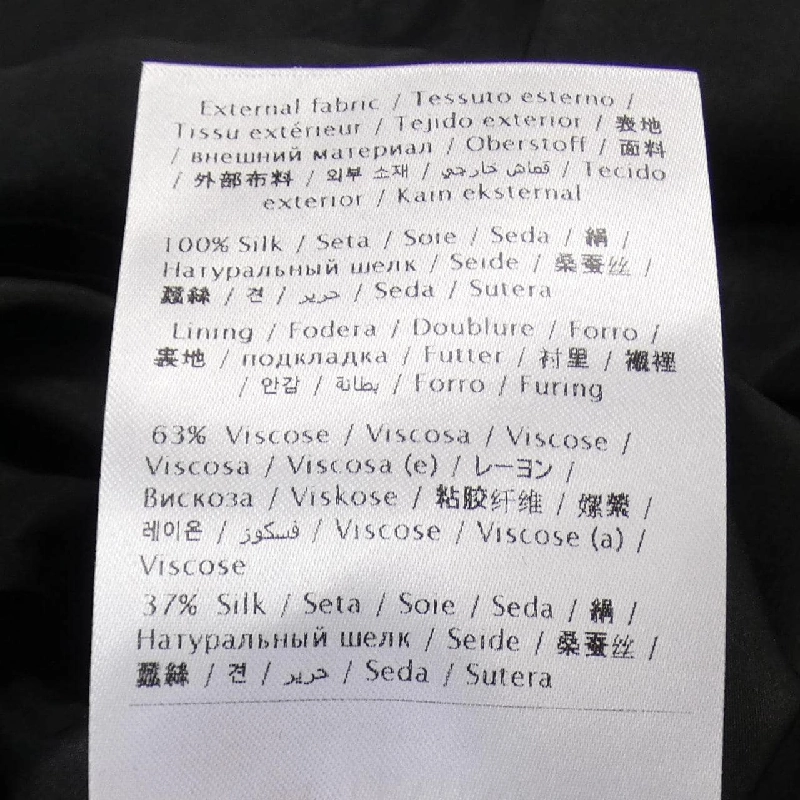 External fabric / Tessuto esterno /
Tissu extérieur / Tejido exterior / 表地
/ внешний материал / Oberstoff / 面料
/ 外部布料 / 외부 소재 / قماش خارجي / Tecido
exterior / Kain eksternal
100% Silk / Seta / Soie / Seda / 絹 /
Натуральный шелк / Seide / 桑蚕丝 /
蠶絲 / 견 / حرير / Seda / Sutera
Lining / Fodera / Doublure / Forro /
裏地 / подкладка / Futter / 衬里 / 襯裡
/ 안감 / بطانة / Forro / Furing
63% Viscose / Viscosa / Viscose /
Viscosa / Viscosa (e) / レーヨン /
Вискоза / Viskose / 粘胶纤维 / 嫘縈 /
레이온 / فسكوز / Viscose / Viscose (a) /
Viscose
37% Silk / Seta / Soie / Seda / 絹 /
Натуральный шелк / Seide / 桑蚕丝 /
蠶絲 / 견 / حرير / Seda / Sutera